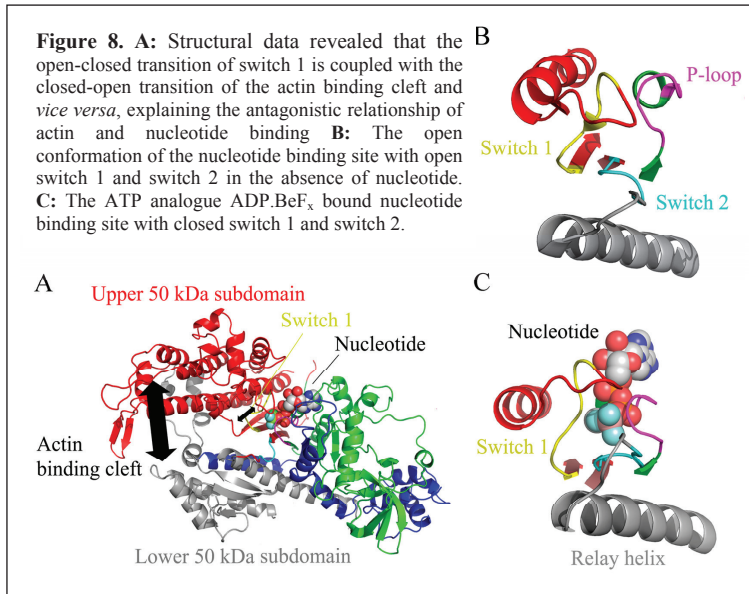 Figure 8. A: Structural data revealed that the
open-closed transition of switch 1 is coupled with the
closed-open transition of the actin binding cleft and
vice versa, explaining the antagonistic relationship of
actin and nucleotide binding B: The open
conformation of the nucleotide binding site with open
switch 1 and switch 2 in the absence of nucleotide.
C: The ATP analogue ADP.BeFx bound nucleotide
binding site with closed switch 1 and switch 2.
B
P-loop
Switch 1
Switch 2
A
Upper 50 kDa subdomain
Switch 1
Nucleotide
Actin
binding cleft
Lower 50 kDa subdomain
C
Nucleotide
Switch 1
Relay helix